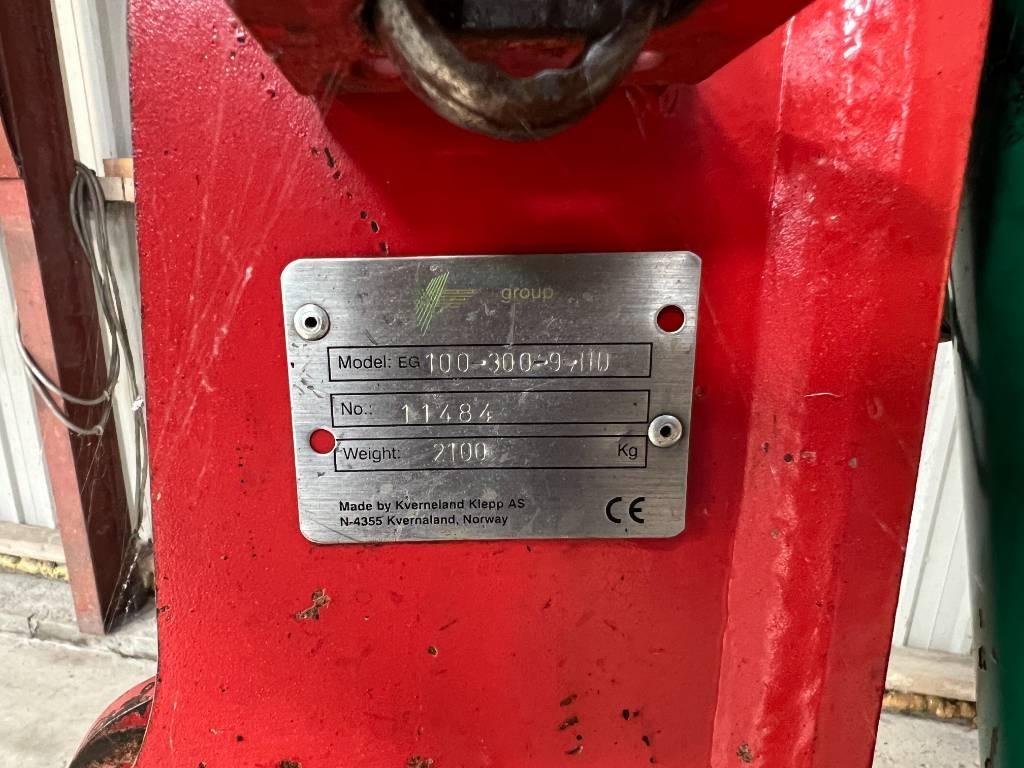 group
Model: EG 100-300-9-HD
No.: 11484
Weight: 2100 Kg
Made by Kverneland Klepp AS
N-4355 Kvernaland, Norway
CE